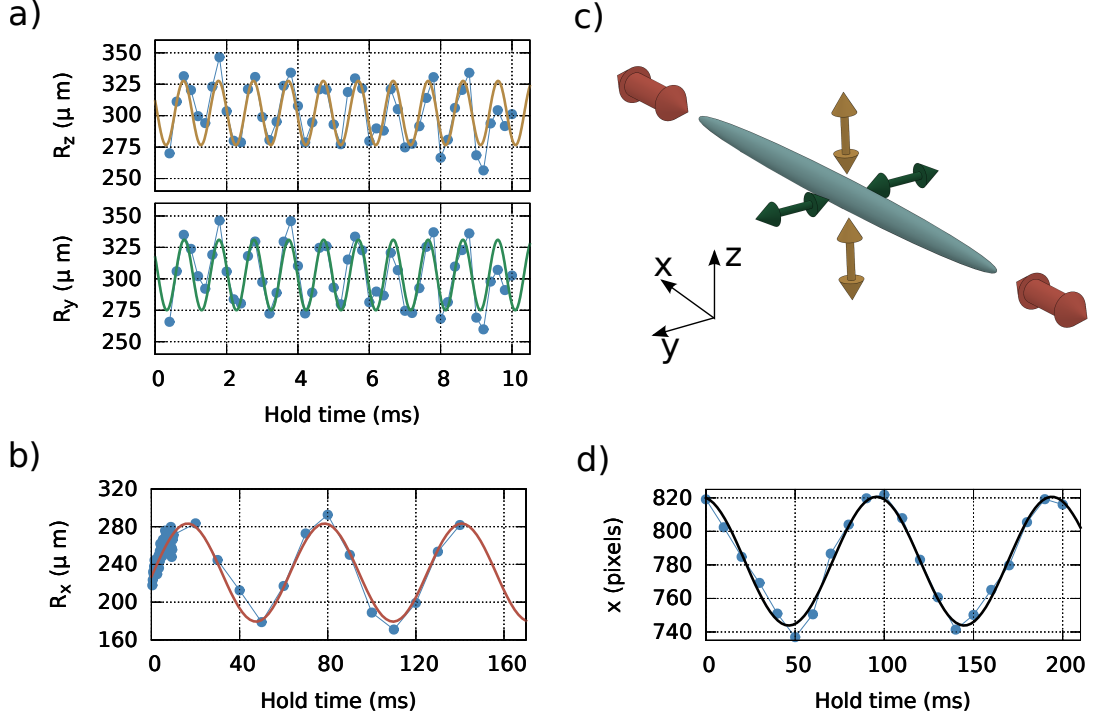 a)
350
325
300
275
250
R_z (μ m)
350
325
300
275
250
R_y (μ m)
0 2 4 6 8 10
Hold time (ms)
b)
320
280
240
200
160
R_x (μ m)
0 40 80 120 160
Hold time (ms)
c)
z
x
y
d)
820
800
780
760
740
x (pixels)
0 50 100 150 200
Hold time (ms)